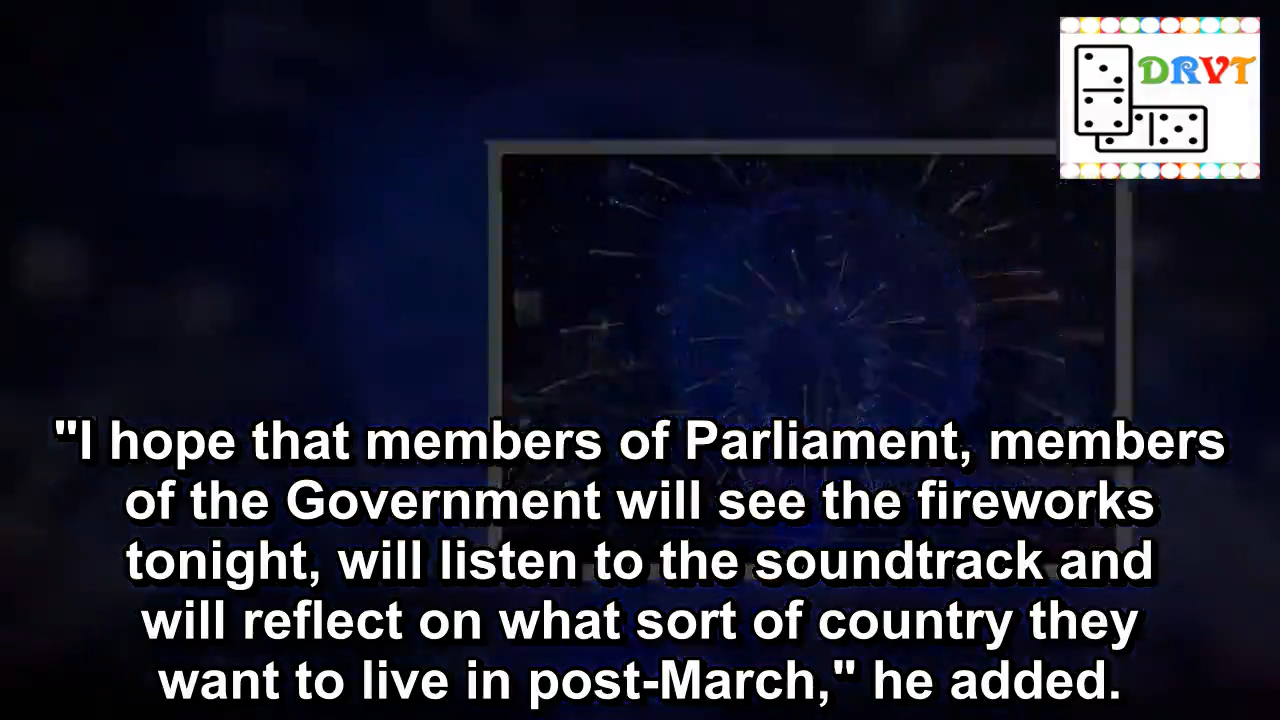 DRVT
"I hope that members of Parliament, members
of the Government will see the fireworks
tonight, will listen to the soundtrack and
will reflect on what sort of country they
want to live in post-March," he added.